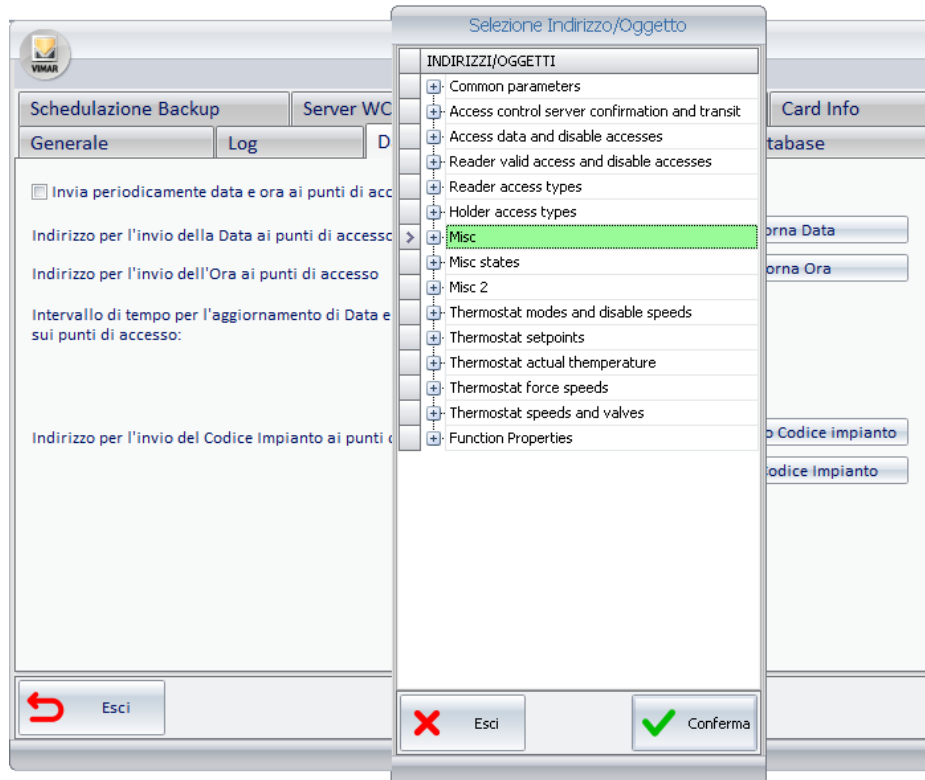 Selezione Indirizzo/Oggetto
VIMAR
INDIRIZZI/OGGETTI
Common parameters
Access control server confirmation and transit
Access data and disable accesses
Reader valid access and disable accesses
Reader access types
Holder access types
Misc
Misc states
Misc 2
Thermostat modes and disable speeds
Thermostat setpoints
Thermostat actual themperature
Thermostat force speeds
Thermostat speeds and valves
Function Properties
Esci
Conferma
Schedulazione Backup
Server WC
Card Info
Generale
Log
D
tabase
Invia periodicamente data e ora ai punti di acc
Indirizzo per l'invio della Data ai punti di accesso
orna Data
Indirizzo per l'invio dell'Ora ai punti di accesso
orna Ora
Intervallo di tempo per l'aggiornamento di Data e
sui punti di accesso:
Indirizzo per l'invio del Codice Impianto ai punti
o Codice impianto
Codice Impianto
Esci